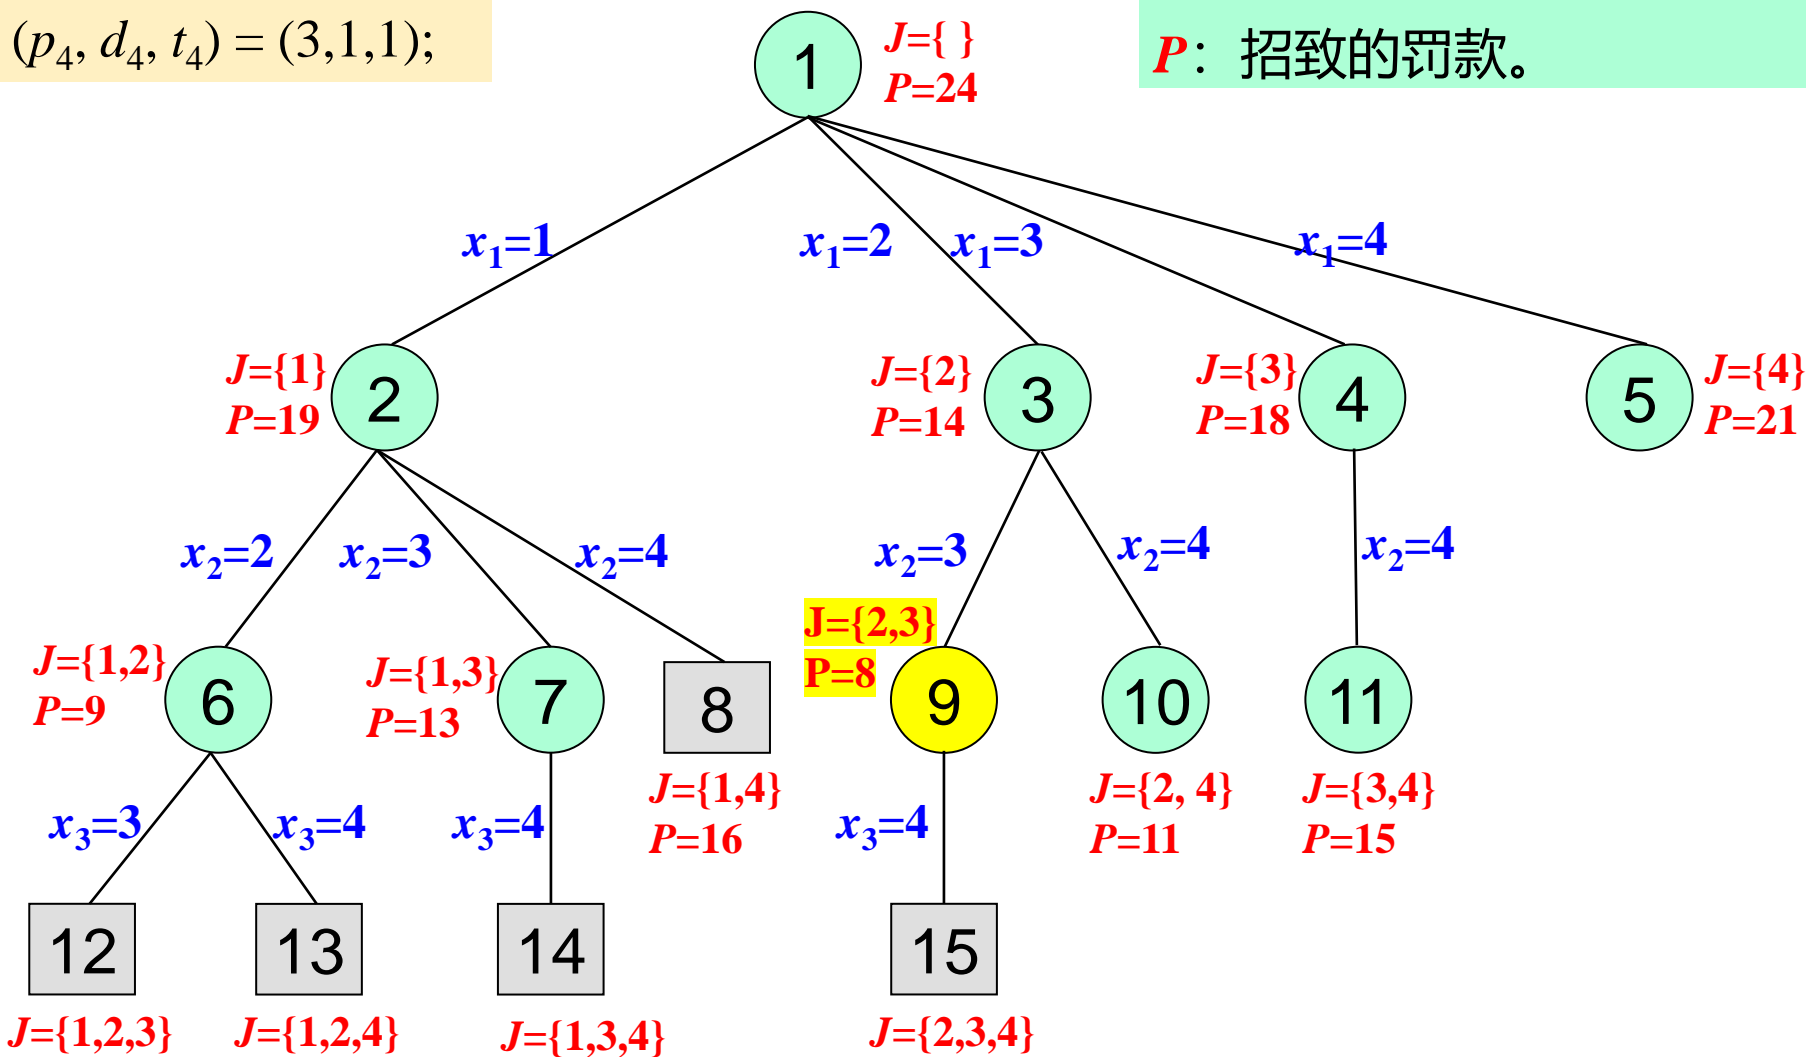 (p₄, d₄, t₄) = (3,1,1);
P：招致的罚款。
1
J={ }
P=24
x₁=1
x₁=2
x₁=3
x₁=4
J={1}
P=19
2
J={2}
P=14
3
J={3}
P=18
4
5
J={4}
P=21
x₂=2
x₂=3
x₂=4
x₂=3
x₂=4
x₂=4
J={1,2}
P=9
6
J={1,3}
P=13
7
8
J={1,4}
P=16
J={2,3}
P=8
9
10
J={2, 4}
P=11
11
J={3,4}
P=15
x₃=3
x₃=4
x₃=4
x₃=4
12
13
14
15
J={1,2,3}
J={1,2,4}
J={1,3,4}
J={2,3,4}